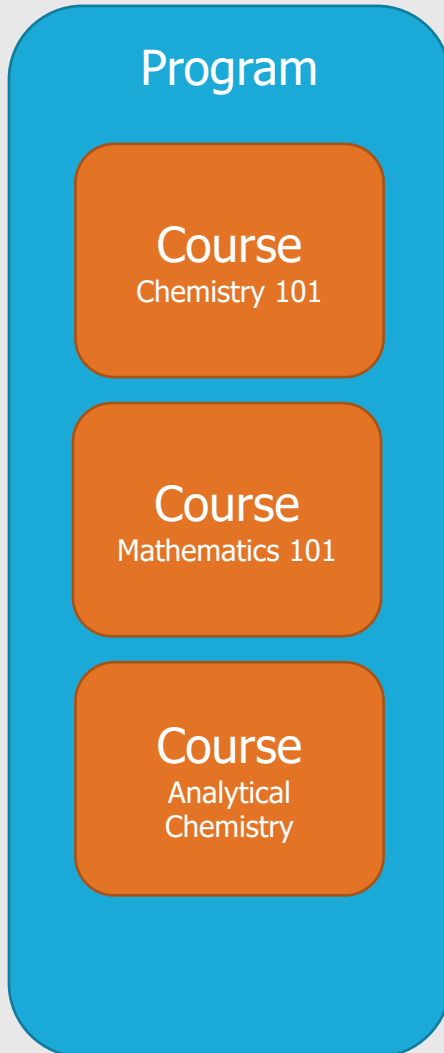 Program
Course
Chemistry 101
Course
Mathematics 101
Course
Analytical
Chemistry